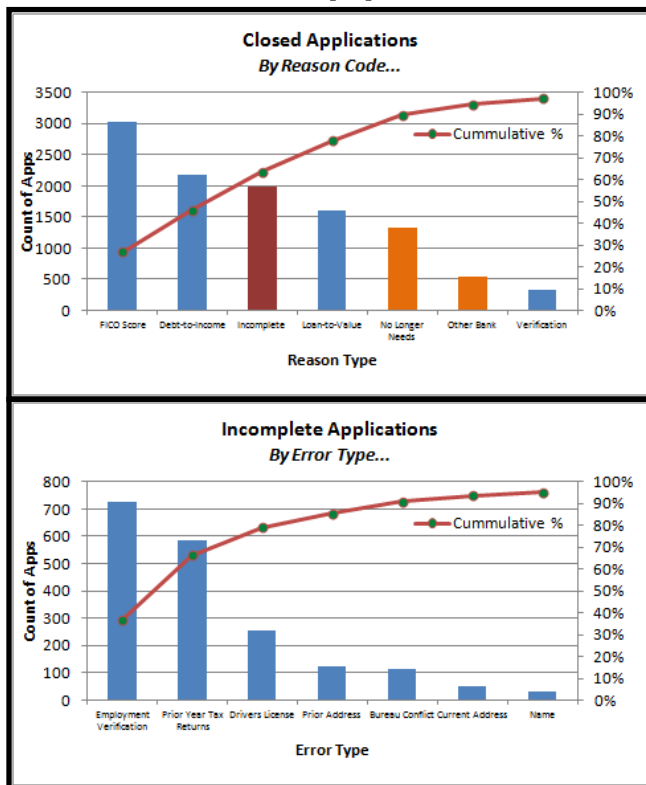 Closed Applications
By Reason Code...
3500
3000
2500
2000
1500
1000
500
0
Count of Apps
100%
90%
80%
70%
60%
50%
40%
30%
20%
10%
0%
Cummulative %
FICO Score
Debt-to-Income
Incomplete
Loan-to-Value
No Longer
Needs
Other Bank
Verification
Reason Type
Incomplete Applications
By Error Type...
800
700
600
500
400
300
200
100
0
Count of Apps
100%
90%
80%
70%
60%
50%
40%
30%
20%
10%
0%
Cummulative %
Employment
Verification
Prior Year Tax
Returns
Drivers License
Prior Address
Bureau Conflict
Current Address
Name
Error Type